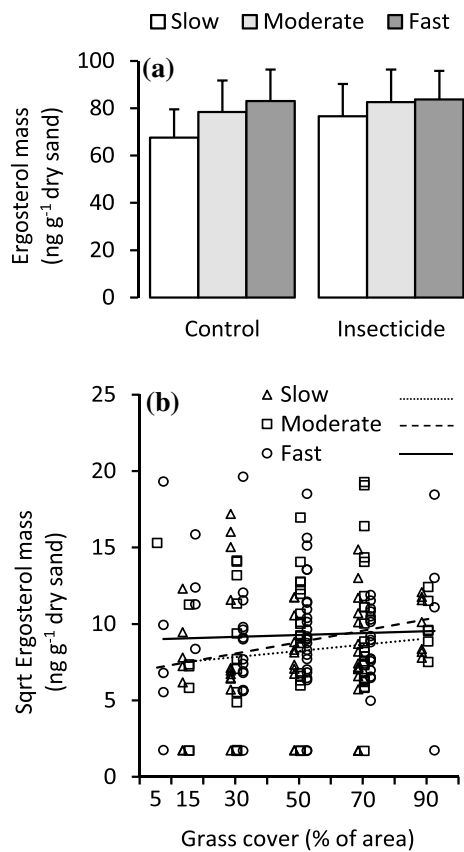 Slow Moderate Fast
(a)
100
80
60
40
20
0
Ergosterol mass
(ng g⁻¹ dry sand)
Control Insecticide
(b)
Slow
Moderate
Fast
25
20
15
10
5
0
Sqrt Ergosterol mass
(ng g⁻¹ dry sand)
5 15 30 50 70 90
Grass cover (% of area)